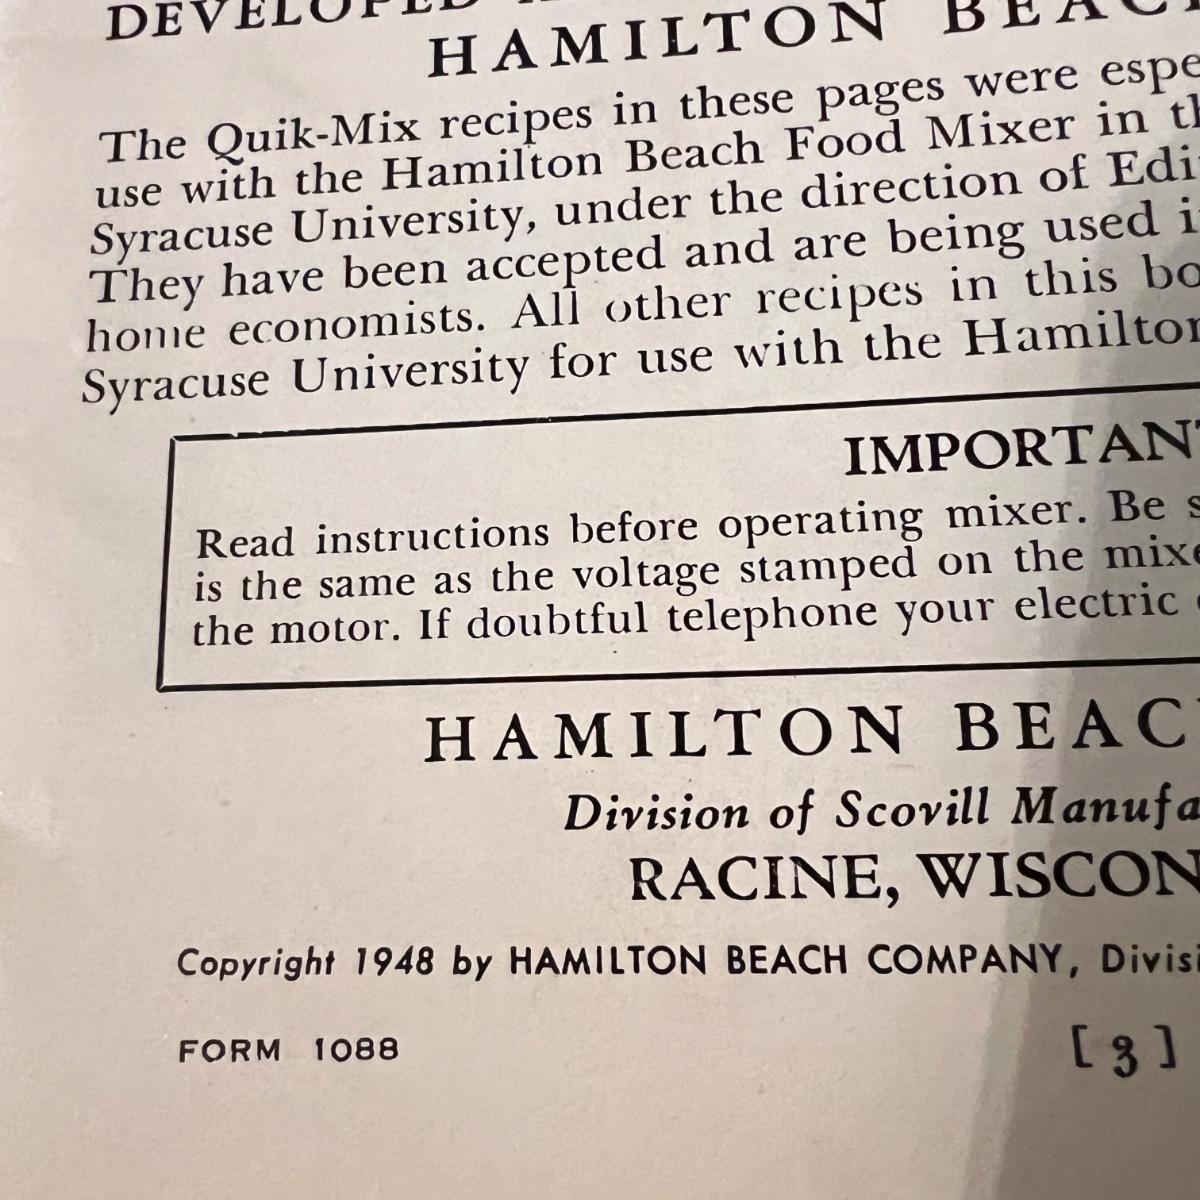 DEVELOPED
HAMILTON BEAC
The Quik-Mix recipes in these pages were espe
use with the Hamilton Beach Food Mixer in th
Syracuse University, under the direction of Edi
They have been accepted and are being used i
home economists. All other recipes in this bo
Syracuse University for use with the Hamilton
IMPORTANT
Read instructions before operating mixer. Be s
is the same as the voltage stamped on the mixe
the motor. If doubtful telephone your electric
HAMILTON BEAC
Division of Scovill Manufa
RACINE, WISCON
Copyright 1948 by HAMILTON BEACH COMPANY, Divisi
FORM 1088
[3]